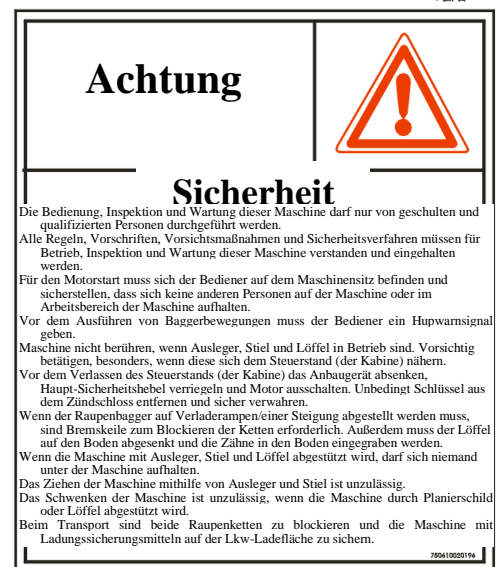 Achtung
Sicherheit
Die Bedienung, Inspektion und Wartung dieser Maschine darf nur von geschulten und
qualifizierten Personen durchgeführt werden.
Alle Regeln, Vorschriften, Vorsichtsmaßnahmen und Sicherheitsverfahren müssen für
Betrieb, Inspektion und Wartung dieser Maschine verstanden und eingehalten
werden.
Für den Motorstart muss sich der Bediener auf dem Maschinensitz befinden und
sicherstellen, dass sich keine anderen Personen auf der Maschine oder im
Arbeitsbereich der Maschine aufhalten.
Vor dem Ausführen von Baggerbewegungen muss der Bediener ein Hupwarnsignal
geben.
Maschine nicht berühren, wenn Ausleger, Stiel und Löffel in Betrieb sind. Vorsichtig
betätigen, besonders, wenn diese sich dem Steuerstand (der Kabine) nähern.
Vor dem Verlassen des Steuerstands (der Kabine) das Anbaugerät absenken,
Haupt-Sicherheitshebel verriegeln und Motor ausschalten. Unbedingt Schlüssel aus
dem Zündschloss entfernen und sicher verwahren.
Wenn der Raupenbagger auf Verladerampen/einer Steigung abgestellt werden muss,
sind Bremskeile zum Blockieren der Ketten erforderlich. Außerdem muss der Löffel
auf den Boden abgesenkt und die Zähne in den Boden eingegraben werden.
Wenn die Maschine mit Ausleger, Stiel und Löffel abgestützt wird, darf sich niemand
unter der Maschine aufhalten.
Das Ziehen der Maschine mithilfe von Ausleger und Stiel ist unzulässig.
Das Schwenken der Maschine ist unzulässig, wenn die Maschine durch Planierschild
oder Löffel abgestützt wird.
Beim Transport sind beide Raupenketten zu blockieren und die Maschine mit
Ladungssicherungsmitteln auf der Lkw-Ladefläche zu sichern.
750610020196